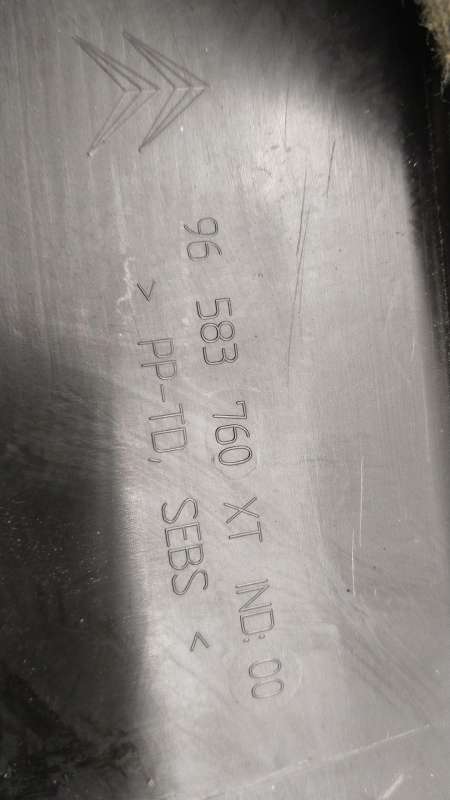 96 583 760 XT IND: 00
> PP-TD, SEBS <